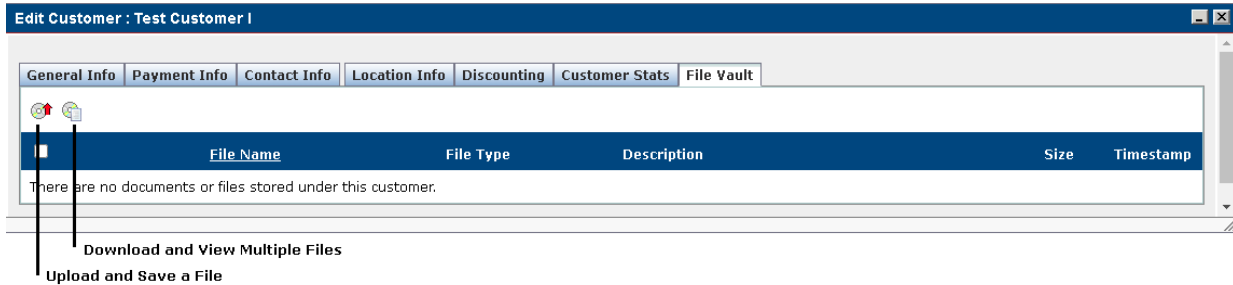 Edit Customer : Test Customer I
General Info Payment Info Contact Info Location Info Discounting Customer Stats File Vault
File Name File Type Description Size Timestamp
There are no documents or files stored under this customer.
Download and View Multiple Files
Upload and Save a File